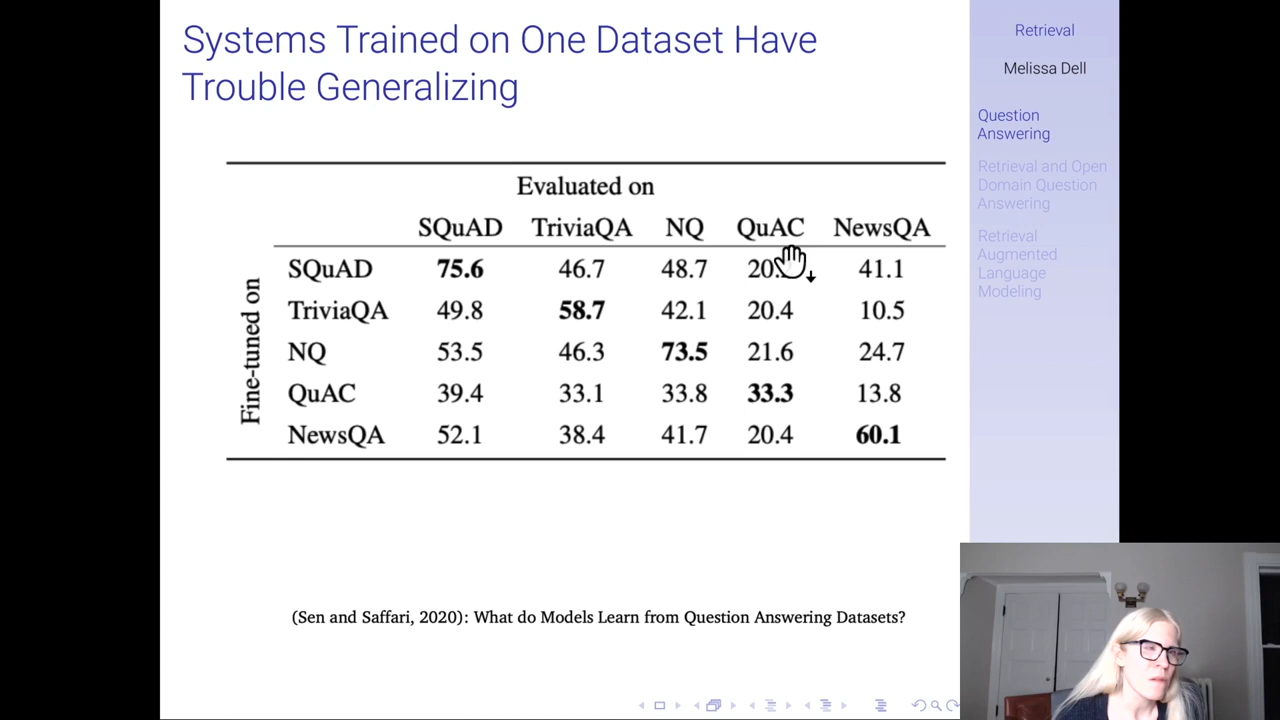 Systems Trained on One Dataset Have
Trouble Generalizing
Evaluated on
SQuAD TriviaQA NQ QuAC NewsQA
Fine-tuned on
SQuAD 75.6 46.7 48.7 41.1
TriviaQA 49.8 58.7 42.1 20.4 10.5
NQ 53.5 46.3 73.5 21.6 24.7
QuAC 39.4 33.1 33.8 33.3 13.8
NewsQA 52.1 38.4 41.7 20.4 60.1
(Sen and Saffari, 2020): What do Models Learn from Question Answering Datasets?
Retrieval
Melissa Dell
Question
Answering
Retrieval and Open
Domain Question
Answering
Retrieval
Augmented
Language
Modeling